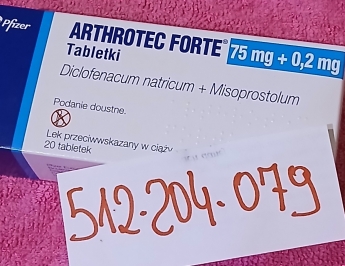 Pfizer
ARTHROTEC FORTE®
75 mg + 0,2 mg
Tabletki
Diclofenacum natricum + Misoprostolum
Podanie doustne.
Lek przeciwwskazany w ciąży
20 tabletek
512-204-079